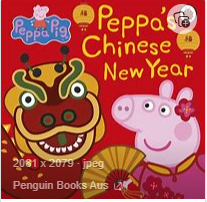 Peppa Pig
Peppa's
Chinese
New Year
2081 x 2079 · jpeg
Penguin Books Aus